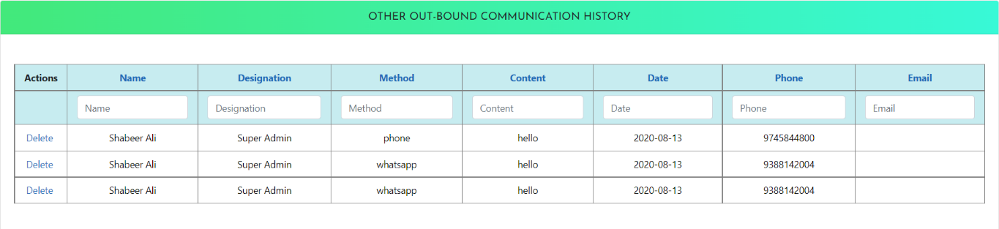 OTHER OUT-BOUND COMMUNICATION HISTORY
Actions Name Designation Method Content Date Phone Email
Name Designation Method Content Date Phone Email
Delete Shabeer Ali Super Admin phone hello 2020-08-13 9745844800
Delete Shabeer Ali Super Admin whatsapp hello 2020-08-13 9388142004
Delete Shabeer Ali Super Admin whatsapp hello 2020-08-13 9388142004